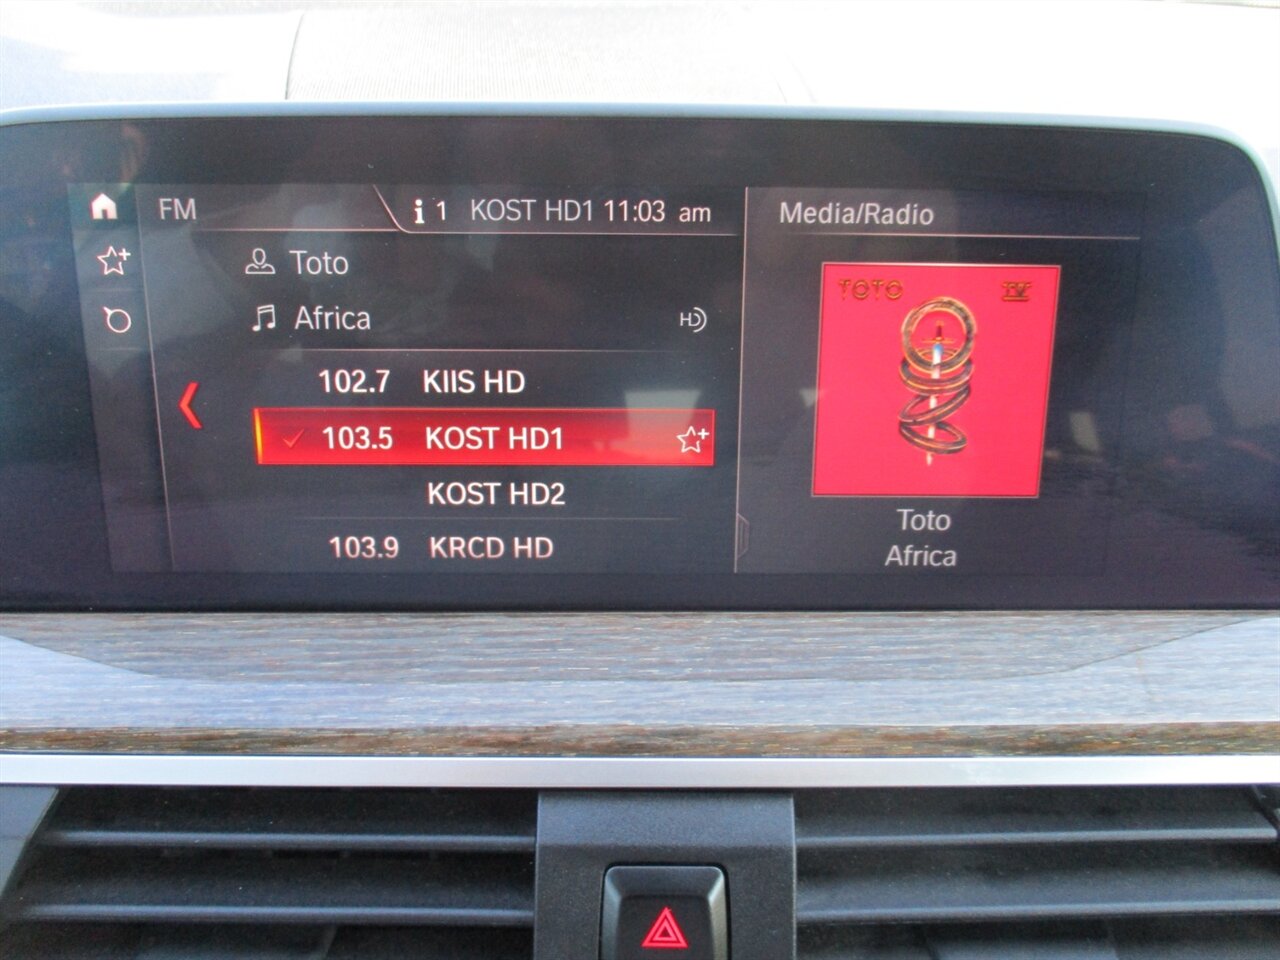 FM
1 KOST HD1 11:03 am
Toto
Africa
HD
102.7 KIIS HD
103.5 KOST HD1
KOST HD2
103.9 KRCD HD
Media/Radio
TOTO IV
Toto
Africa